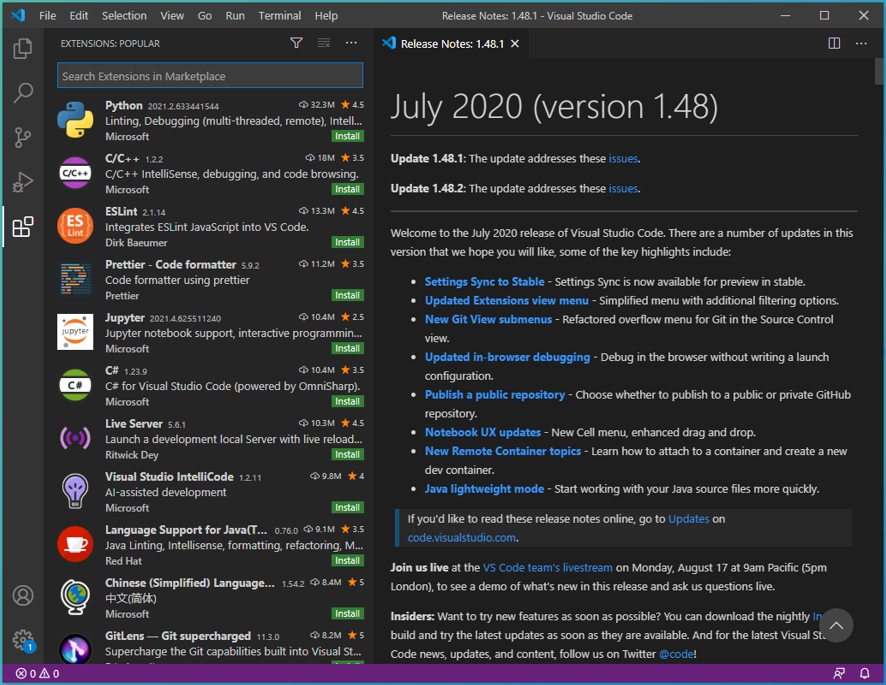 File Edit Selection View Go Run Terminal Help
Release Notes: 1.48.1 - Visual Studio Code
EXTENSIONS: POPULAR
Search Extensions in Marketplace
Python 2021.2.633441544 32.3M 4.5
Linting, Debugging (multi-threaded, remote), Intell...
Microsoft Install
C/C++ 1.2.2 18M 3.5
C/C++ IntelliSense, debugging, and code browsing.
Microsoft Install
C/C++
ESLint 2.1.14 13.3M 4.5
Integrates ESLint JavaScript into VS Code.
Dirk Baeumer Install
ES
Lint
Prettier - Code formatter 5.9.2 11.2M 3.5
Code formatter using prettier
Prettier Install
Jupyter 2021.4.625511240 10.4M 2.5
Jupyter notebook support, interactive programmin...
Microsoft Install
jupyter
C# 1.23.9 10.4M 3.5
C# for Visual Studio Code (powered by OmniSharp).
Microsoft Install
C#
Live Server 5.6.1 10.3M 4.5
Launch a development local Server with live reload...
Ritwick Dey Install
Visual Studio IntelliCode 1.2.11 9.8M 4
AI-assisted development
Microsoft Install
Language Support for Java(T... 0.76.0 9.1M 3.5
Java Linting, Intellisense, formatting, refactoring, M...
Red Hat Install
Chinese (Simplified) Language... 1.54.2 8.4M 5
中文(简体)
Microsoft Install
GitLens — Git supercharged 11.3.0 8.2M 5
Supercharge the Git capabilities built into Visual St...
1
0 0
Release Notes: 1.48.1
July 2020 (version 1.48)
Update 1.48.1: The update addresses these issues.
Update 1.48.2: The update addresses these issues.
Welcome to the July 2020 release of Visual Studio Code. There are a number of updates in this
version that we hope you will like, some of the key highlights include:
• Settings Sync to Stable - Settings Sync is now available for preview in stable.
• Updated Extensions view menu - Simplified menu with additional filtering options.
• New Git View submenus - Refactored overflow menu for Git in the Source Control
view.
• Updated in-browser debugging - Debug in the browser without writing a launch
configuration.
• Publish a public repository - Choose whether to publish to a public or private GitHub
repository.
• Notebook UX updates - New Cell menu, enhanced drag and drop.
• New Remote Container topics - Learn how to attach to a container and create a new
dev container.
• Java lightweight mode - Start working with your Java source files more quickly.
If you'd like to read these release notes online, go to Updates on
code.visualstudio.com.
Join us live at the VS Code team's livestream on Monday, August 17 at 9am Pacific (5pm
London), to see a demo of what's new in this release and ask us questions live.
Insiders: Want to try new features as soon as possible? You can download the nightly
build and try the latest updates as soon as they are available. And for the latest Visual
Code news, updates, and content, follow us on Twitter @code!